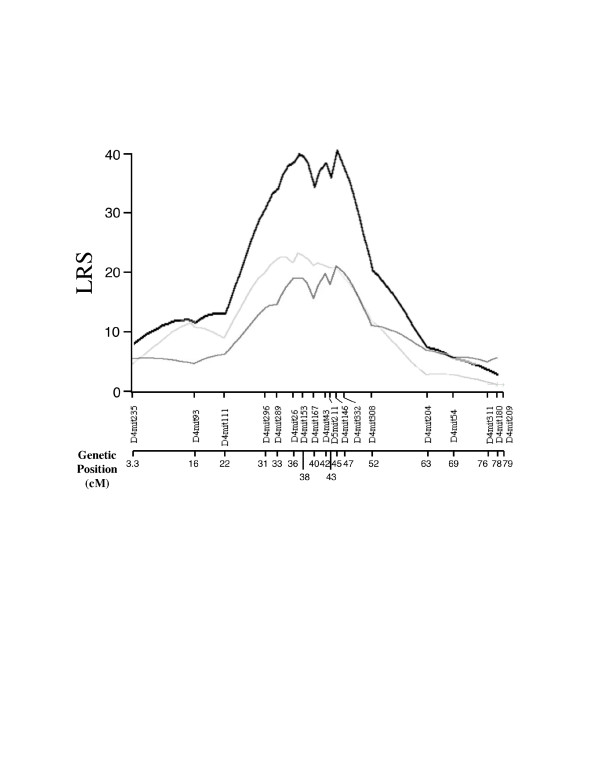 40
30
20
10
0
LRS
D4mit235
D4mit93
D4mit111
D4mit296
D4mit289
D4mit26
D4mit153
D4mit167
D4mit43
D5mit211
D4mit146
D4mit332
D4mit308
D4mit204
D4mit54
D4mit311
D4mit180
D4mit209
Genetic
Position
(cM)
3.3 16 22 31 33 36 40 42 45 47 52 63 69 76 78 79
38 43